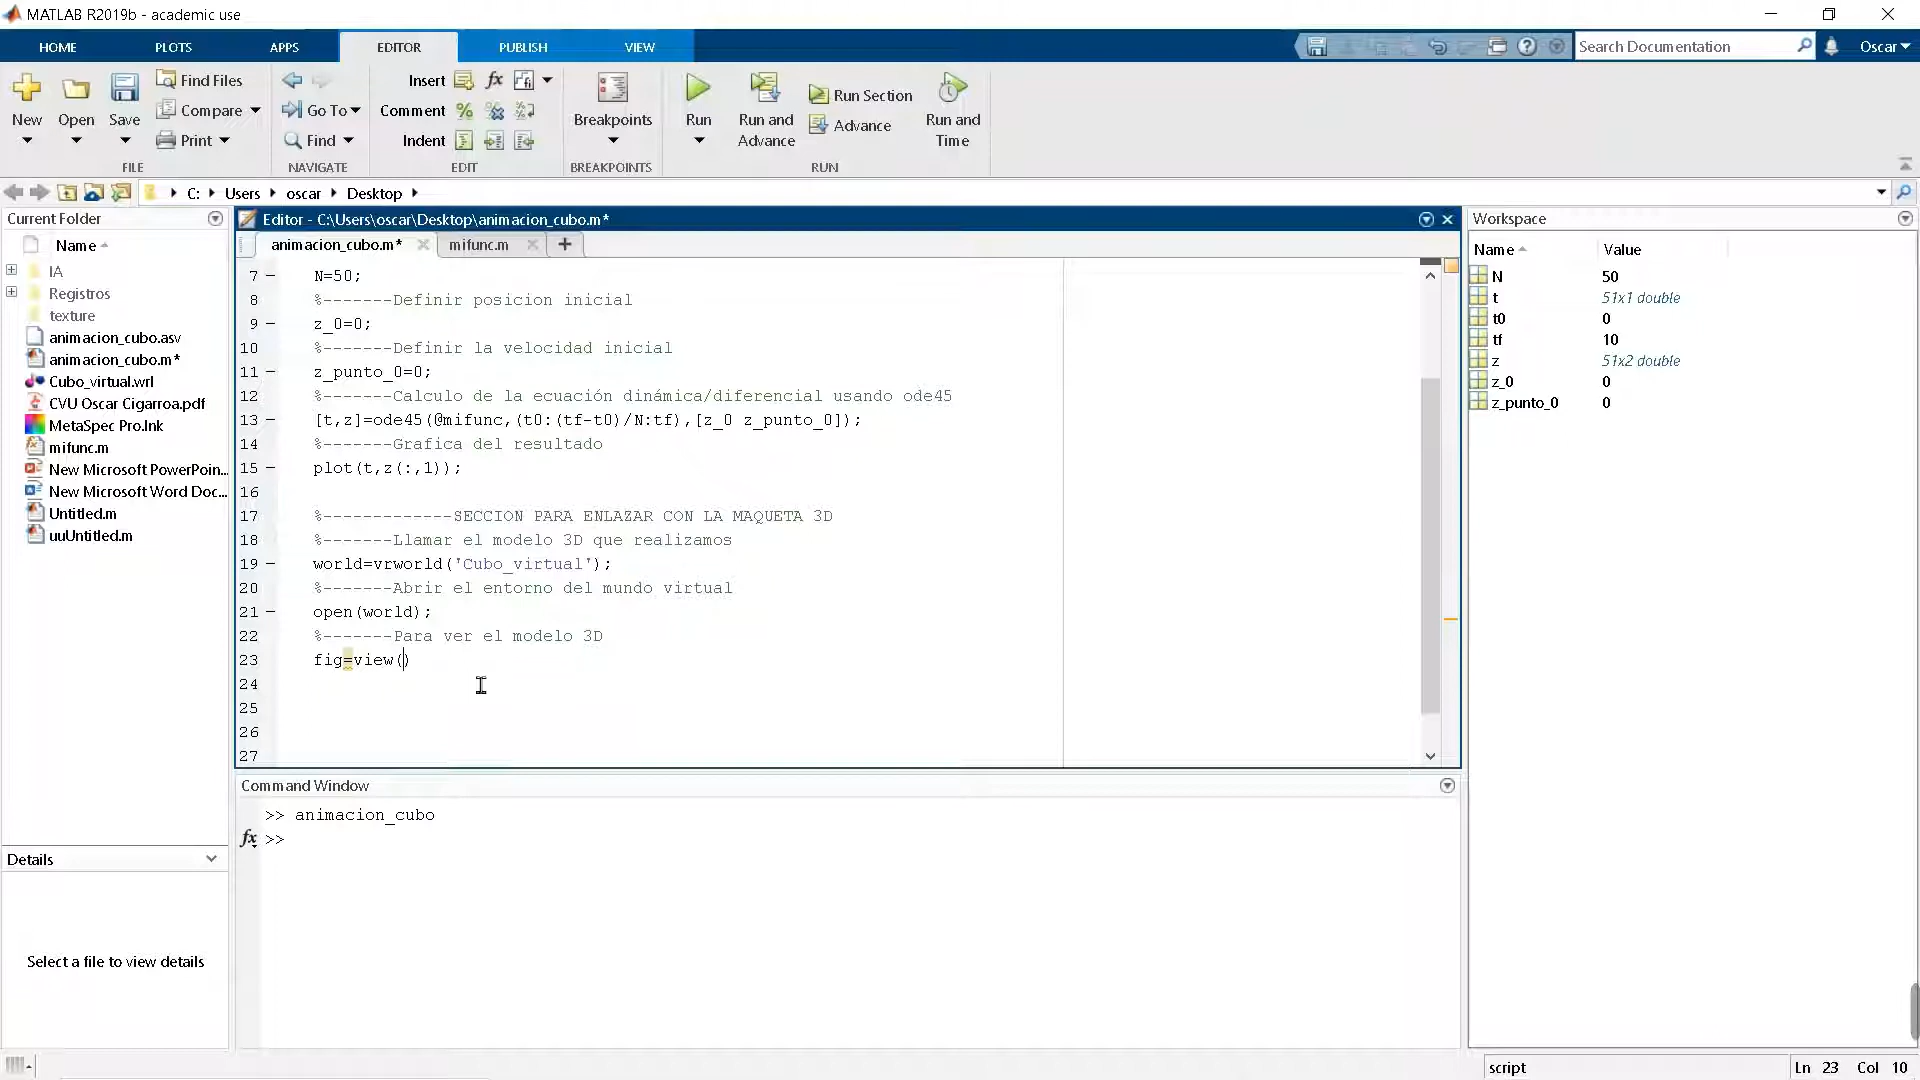 MATLAB R2019b - academic use
HOME PLOTS APPS EDITOR PUBLISH VIEW
Search Documentation
Oscar
New Open Save
Find Files
Compare
Print
Go To
Find
Insert
Comment
Indent
fx
Breakpoints
Run
Run and Advance
Run Section
Advance
Run and Time
FILE NAVIGATE EDIT BREAKPOINTS RUN
C: Users oscar Desktop
Current Folder
Name
IA
Registros
texture
animacion_cubo.asv
animacion_cubo.m*
Cubo_virtual.wrl
CVU Oscar Cigarroa.pdf
MetaSpec Pro.lnk
mifunc.m
New Microsoft PowerPoin...
New Microsoft Word Doc...
Untitled.m
uuUntitled.m
Details
Select a file to view details
Editor - C:\Users\oscar\Desktop\animacion_cubo.m*
animacion_cubo.m* mifunc.m
7 – N=50;
8 %-------Definir posicion inicial
9 – z_0=0;
10 %-------Definir la velocidad inicial
11 – z_punto_0=0;
12 %-------Calculo de la ecuación dinámica/diferencial usando ode45
13 – [t,z]=ode45(@mifunc,(t0:(tf-t0)/N:tf),[z_0 z_punto_0]);
14 %-------Grafica del resultado
15 – plot(t,z(:,1));
16
17 %-------------SECCION PARA ENLAZAR CON LA MAQUETA 3D
18 %-------Llamar el modelo 3D que realizamos
19 – world=vrworld('Cubo_virtual');
20 %-------Abrir el entorno del mundo virtual
21 – open(world);
22 %-------Para ver el modelo 3D
23 fig=view()
24
25
26
27
Command Window
>> animacion_cubo
fx >>
Workspace
Name Value
N 50
t 51x1 double
t0 0
tf 10
z 51x2 double
z_0 0
z_punto_0 0
script Ln 23 Col 10